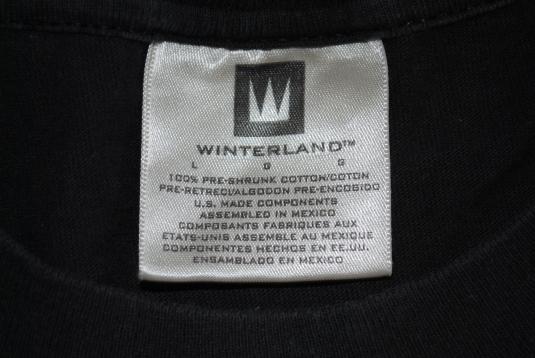 WINTERLAND™
L G G
100% PRE-SHRUNK COTTON/COTON
PRE-RETRECI/ALGODON PRE-ENCOGIDO
U.S. MADE COMPONENTS
ASSEMBLED IN MEXICO
COMPOSANTS FABRIQUES AUX
ETATS-UNIS ASSEMBLE AU MEXIQUE
COMPONENTES HECHOS EN EE.UU.
ENSAMBLADO EN MEXICO